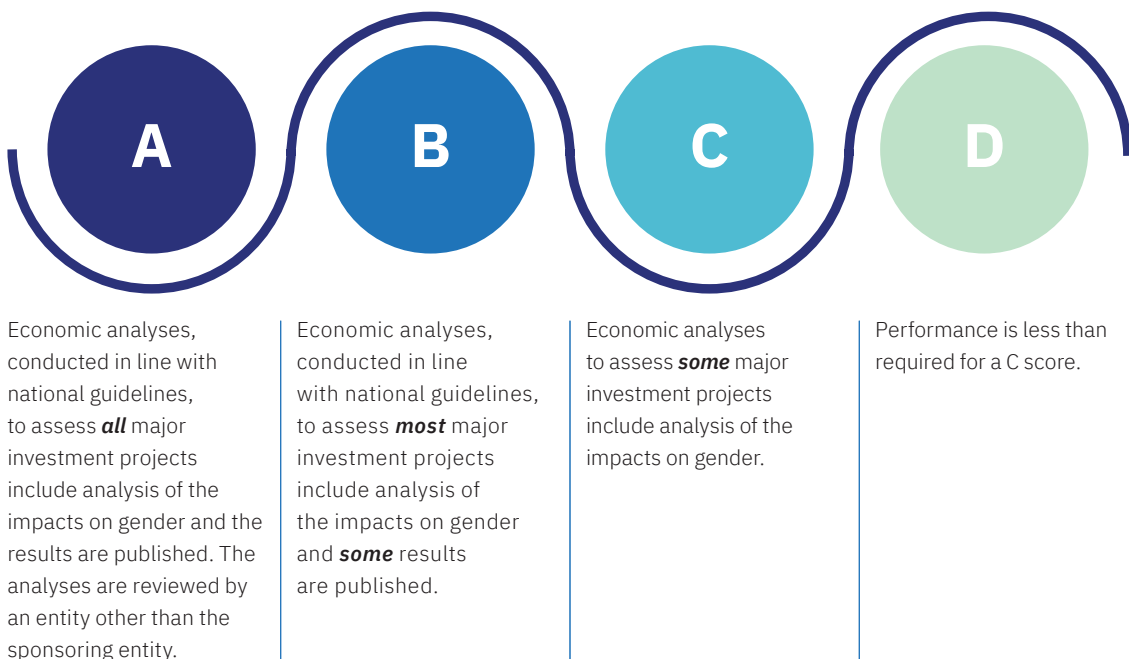 A
B
C
D
Economic analyses,
conducted in line with
national guidelines,
to assess all major
investment projects
include analysis of the
impacts on gender and the
results are published. The
analyses are reviewed by
an entity other than the
sponsoring entity.
Economic analyses,
conducted in line
with national guidelines,
to assess most major
investment projects
include analysis of
the impacts on gender
and some results
are published.
Economic analyses
to assess some major
investment projects
include analysis of the
impacts on gender.
Performance is less than
required for a C score.